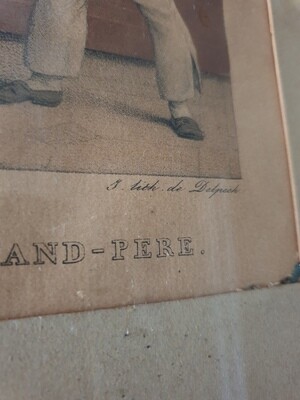 I. lith. de Delpech
AND-PERE.